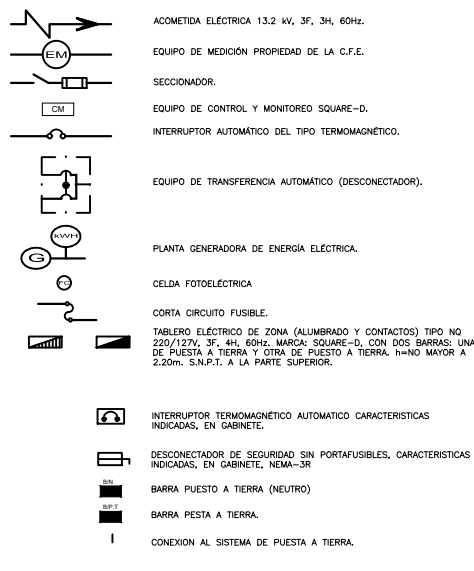 ACOMETIDA ELÉCTRICA 13.2 kV, 3F, 3H, 60Hz.
EM
EQUIPO DE MEDICIÓN PROPIEDAD DE LA C.F.E.
SECCIONADOR.
CM
EQUIPO DE CONTROL Y MONITOREO SQUARE-D.
INTERRUPTOR AUTOMÁTICO DEL TIPO TERMOMAGNÉTICO.
EQUIPO DE TRANSFERENCIA AUTOMÁTICO (DESCONECTADOR).
kWH
G
PLANTA GENERADORA DE ENERGÍA ELÉCTRICA.
FC
CELDA FOTOELÉCTRICA
CORTA CIRCUITO FUSIBLE.
TABLERO ELÉCTRICO DE ZONA (ALUMBRADO Y CONTACTOS) TIPO NQ
220/127V, 3F, 4H, 60Hz. MARCA: SQUARE-D, CON DOS BARRAS: UNA
DE PUESTA A TIERRA Y OTRA DE PUESTO A TIERRA. h=NO MAYOR A
2.20m. S.N.P.T. A LA PARTE SUPERIOR.
INTERRUPTOR TERMOMAGNÉTICO AUTOMATICO CARACTERISTICAS
INDICADAS, EN GABINETE.
DESCONECTADOR DE SEGURIDAD SIN PORTAFUSIBLES, CARACTERISTICAS
INDICADAS, EN GABINETE, NEMA-3R
B/N
BARRA PUESTO A TIERRA (NEUTRO)
B/P.T
BARRA PESTA A TIERRA.
CONEXION AL SISTEMA DE PUESTA A TIERRA.